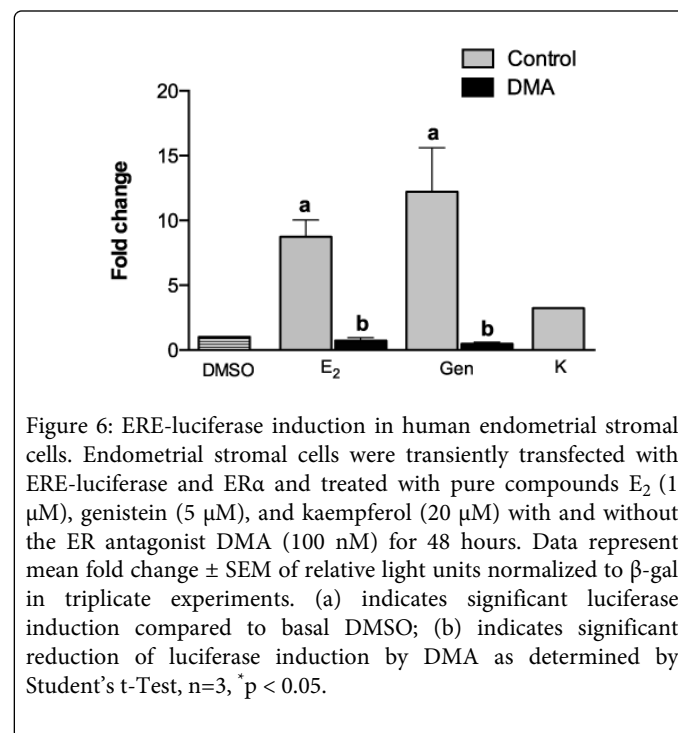 Control
DMA
20
15
10
5
0
Fold change
a
a
b
b
DMSO
E₂
Gen
K
Figure 6: ERE-luciferase induction in human endometrial stromal
cells. Endometrial stromal cells were transiently transfected with
ERE-luciferase and ERα and treated with pure compounds E₂ (1
μM), genistein (5 μM), and kaempferol (20 μM) with and without
the ER antagonist DMA (100 nM) for 48 hours. Data represent
mean fold change ± SEM of relative light units normalized to β-gal
in triplicate experiments. (a) indicates significant luciferase
induction compared to basal DMSO; (b) indicates significant
reduction of luciferase induction by DMA as determined by
Student's t-Test, n=3, *p < 0.05.